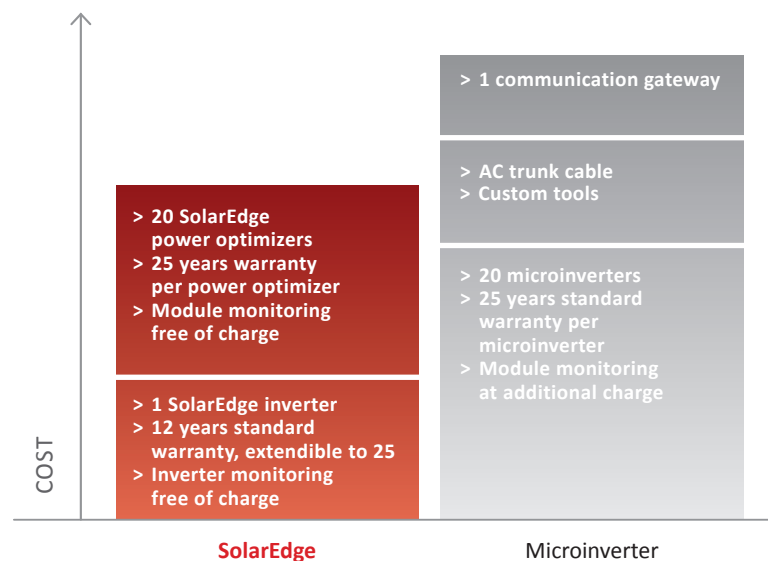 COST
> 20 SolarEdge
power optimizers
> 25 years warranty
per power optimizer
> Module monitoring
free of charge
> 1 SolarEdge inverter
> 12 years standard
warranty, extendible to 25
> Inverter monitoring
free of charge
SolarEdge
> 1 communication gateway
> AC trunk cable
> Custom tools
> 20 microinverters
> 25 years standard
warranty per
microinverter
> Module monitoring
at additional charge
Microinverter